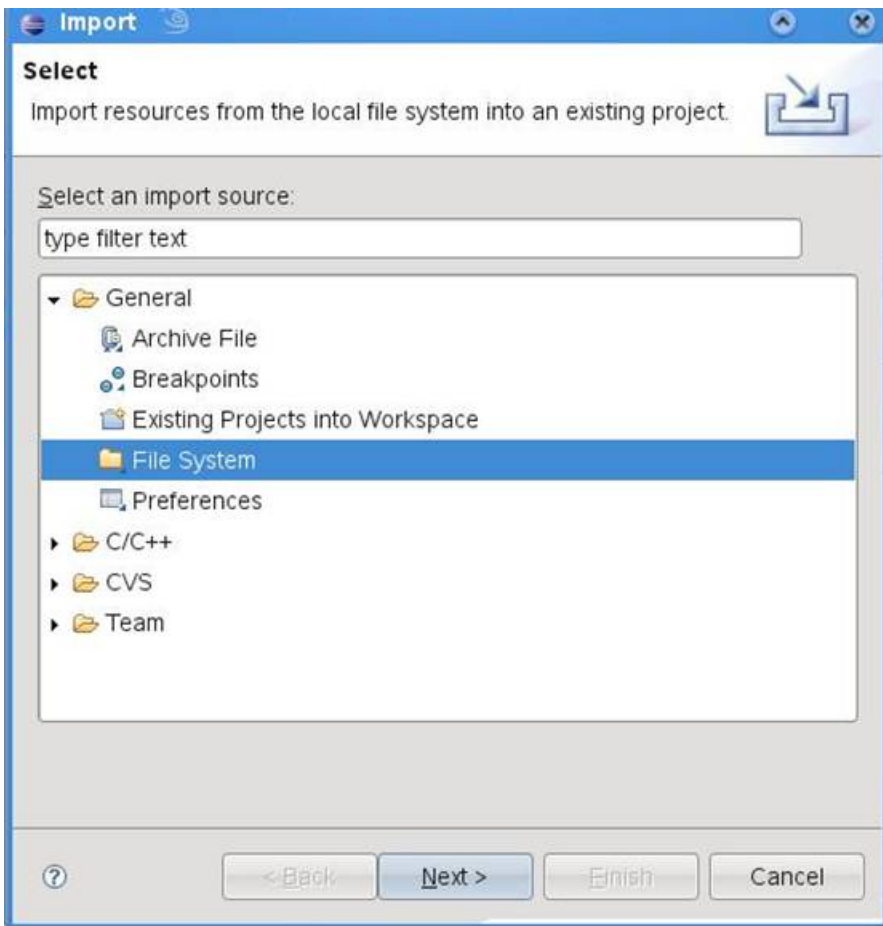 Import
Select
Import resources from the local file system into an existing project.
Select an import source:
type filter text
General
Archive File
Breakpoints
Existing Projects into Workspace
File System
Preferences
C/C++
CVS
Team
? < Back Next > Finish Cancel